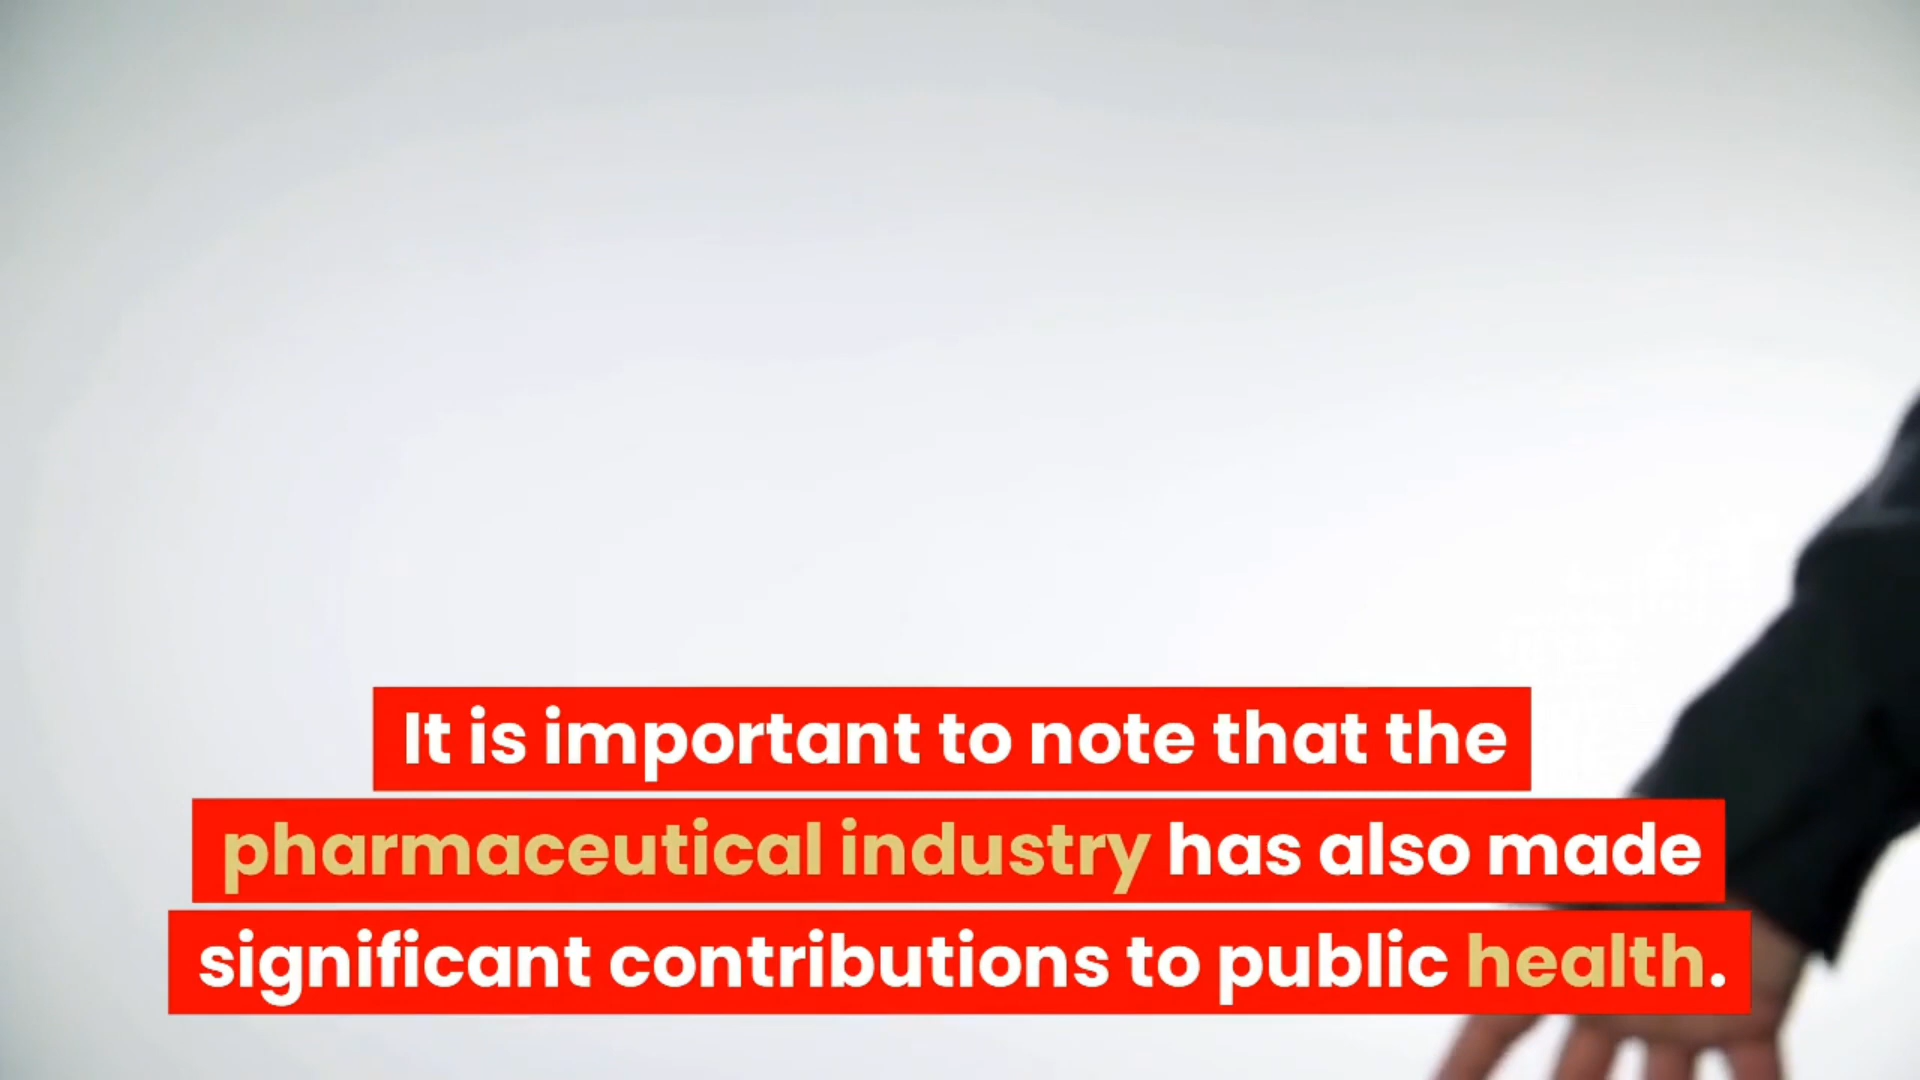 It is important to note that the
pharmaceutical industry has also made
significant contributions to public health.